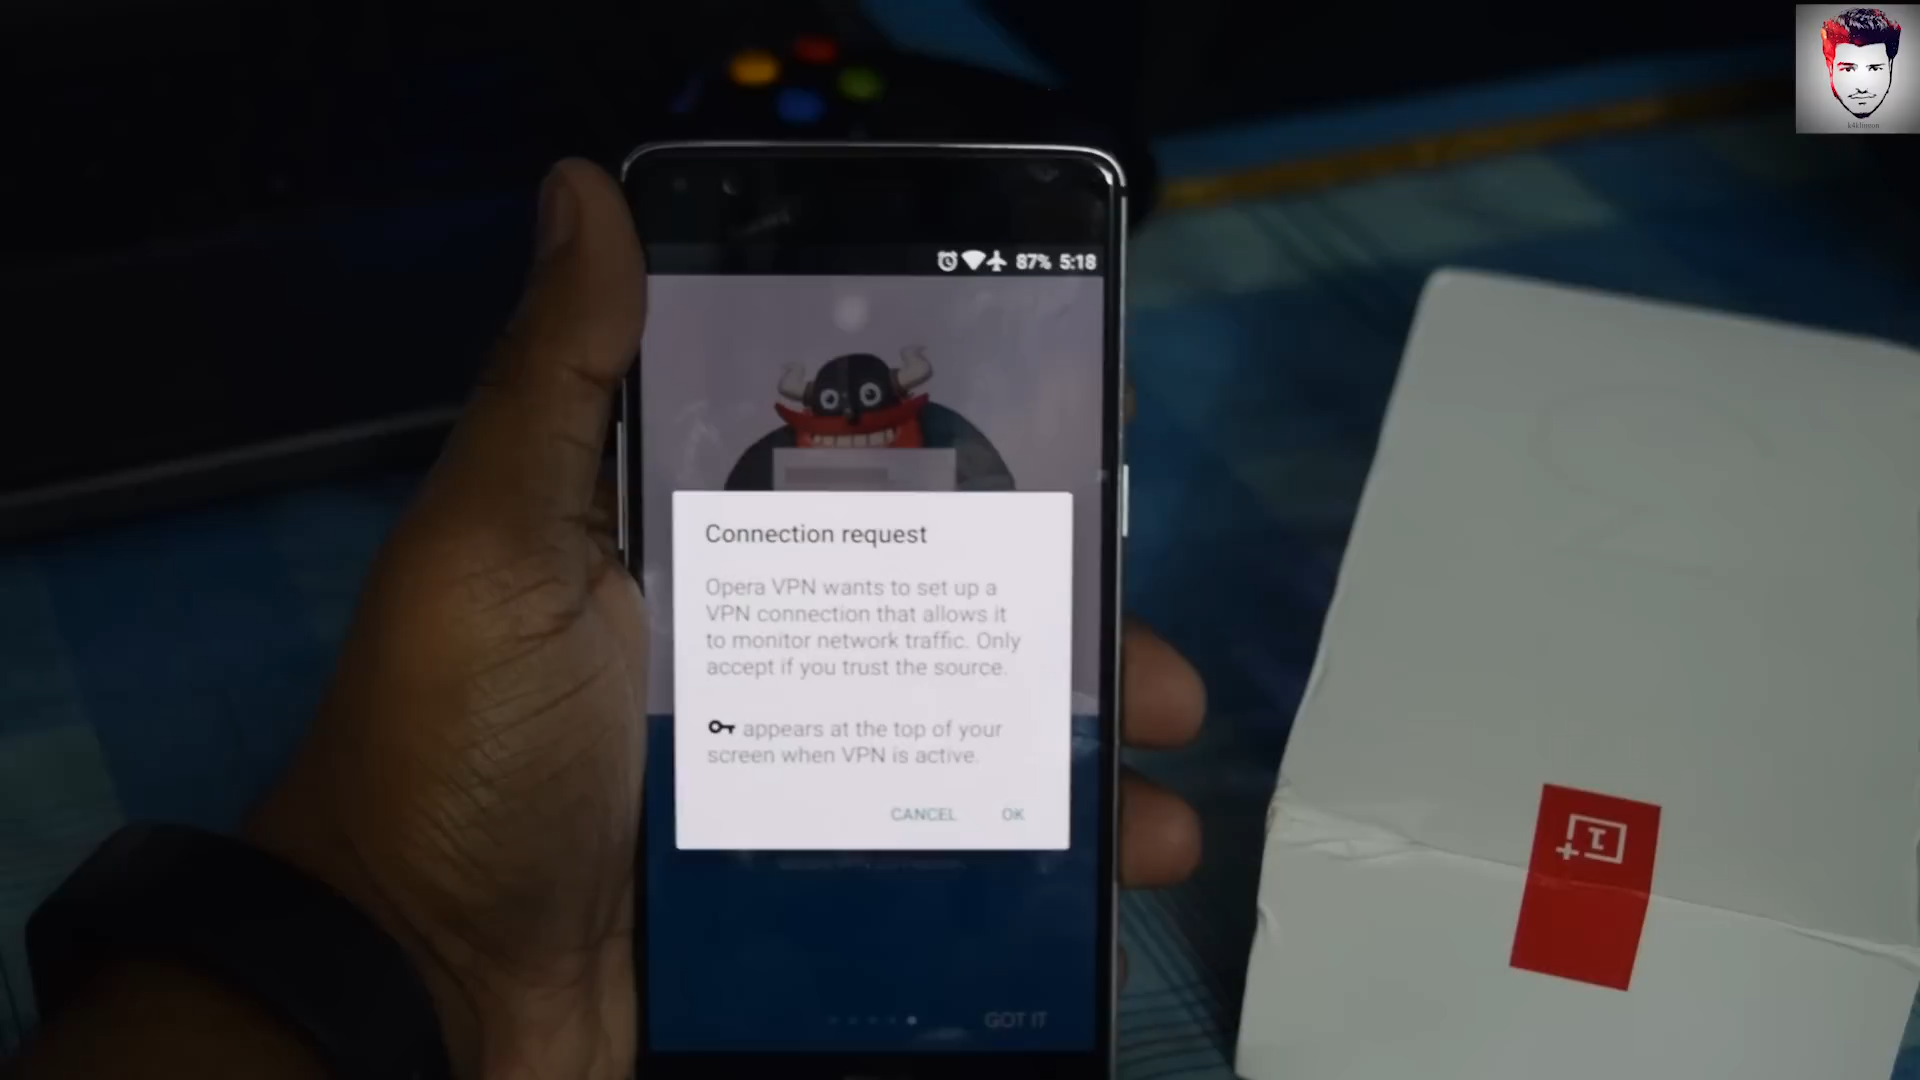 87% 5:18
Connection request
Opera VPN wants to set up a
VPN connection that allows it
to monitor network traffic. Only
accept if you trust the source.
appears at the top of your
screen when VPN is active.
CANCEL OK
GOT IT